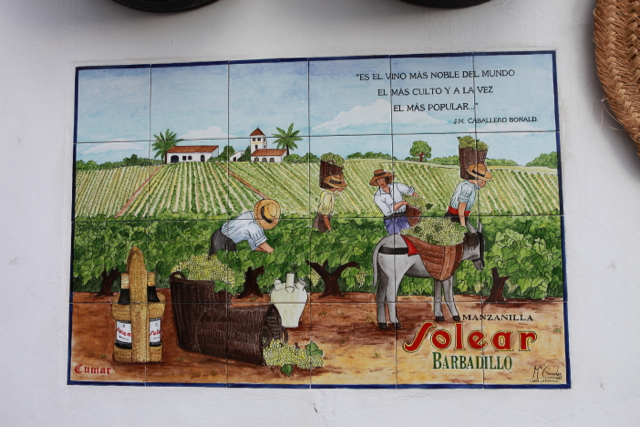 "ES EL VINO MÁS NOBLE DEL MUNDO
EL MÁS CULTO Y A LA VEZ
EL MÁS POPULAR..."
J.M. CABALLERO BONALD.
MANZANILLA
Solear
BARBADILLO
Solear
Cumar